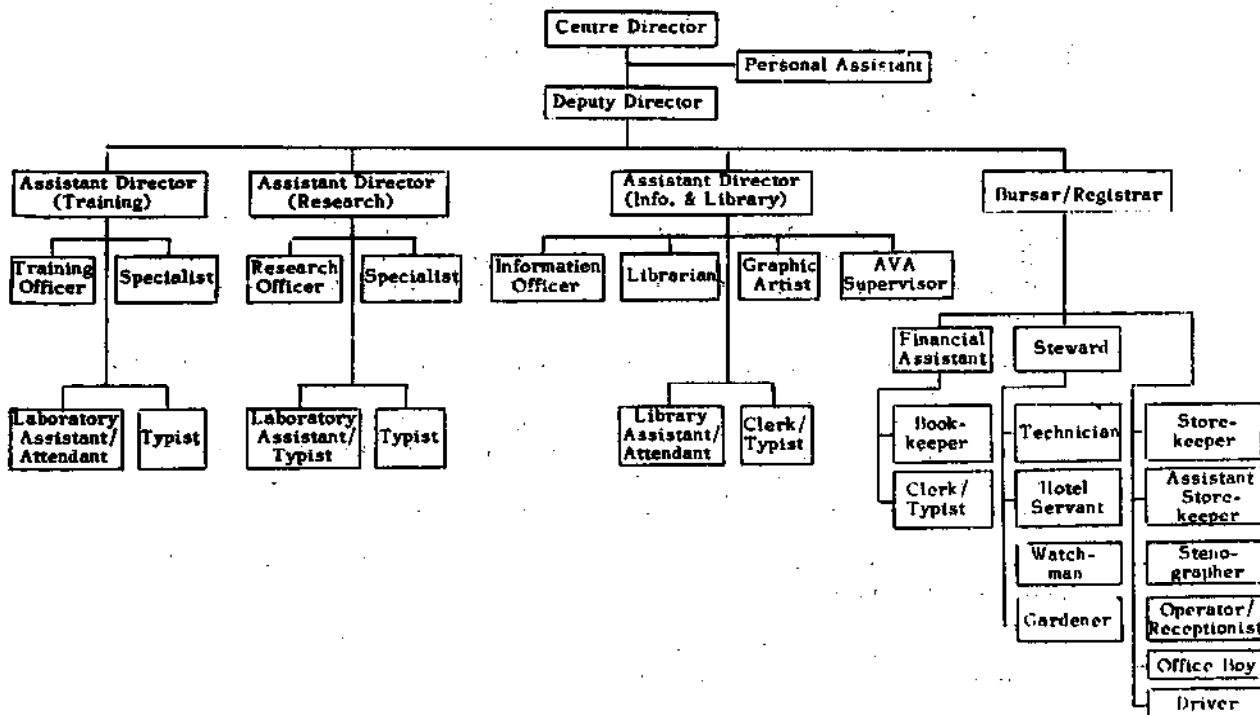 Centre Director
Personal Assistant
Deputy Director
Assistant Director
(Training)
Assistant Director
(Research)
Assistant Director
(Info. & Library)
Bursar/Registrar
Training
Officer
Specialist
Research
Officer
Specialist
Information
Officer
Librarian
Graphic
Artist
AVA
Supervisor
Financial
Assistant
Steward
Laboratory
Assistant/
Attendant
Typist
Laboratory
Assistant/
Typist
Typist
Library
Assistant/
Attendant
Clerk/
Typist
Book-
keeper
Clerk/
Typist
Technician
Hotel
Servant
Watch-
man
Gardener
Store-
keeper
Assistant
Store-
keeper
Steno-
grapher
Operator/
Receptionist
Office Boy
Driver